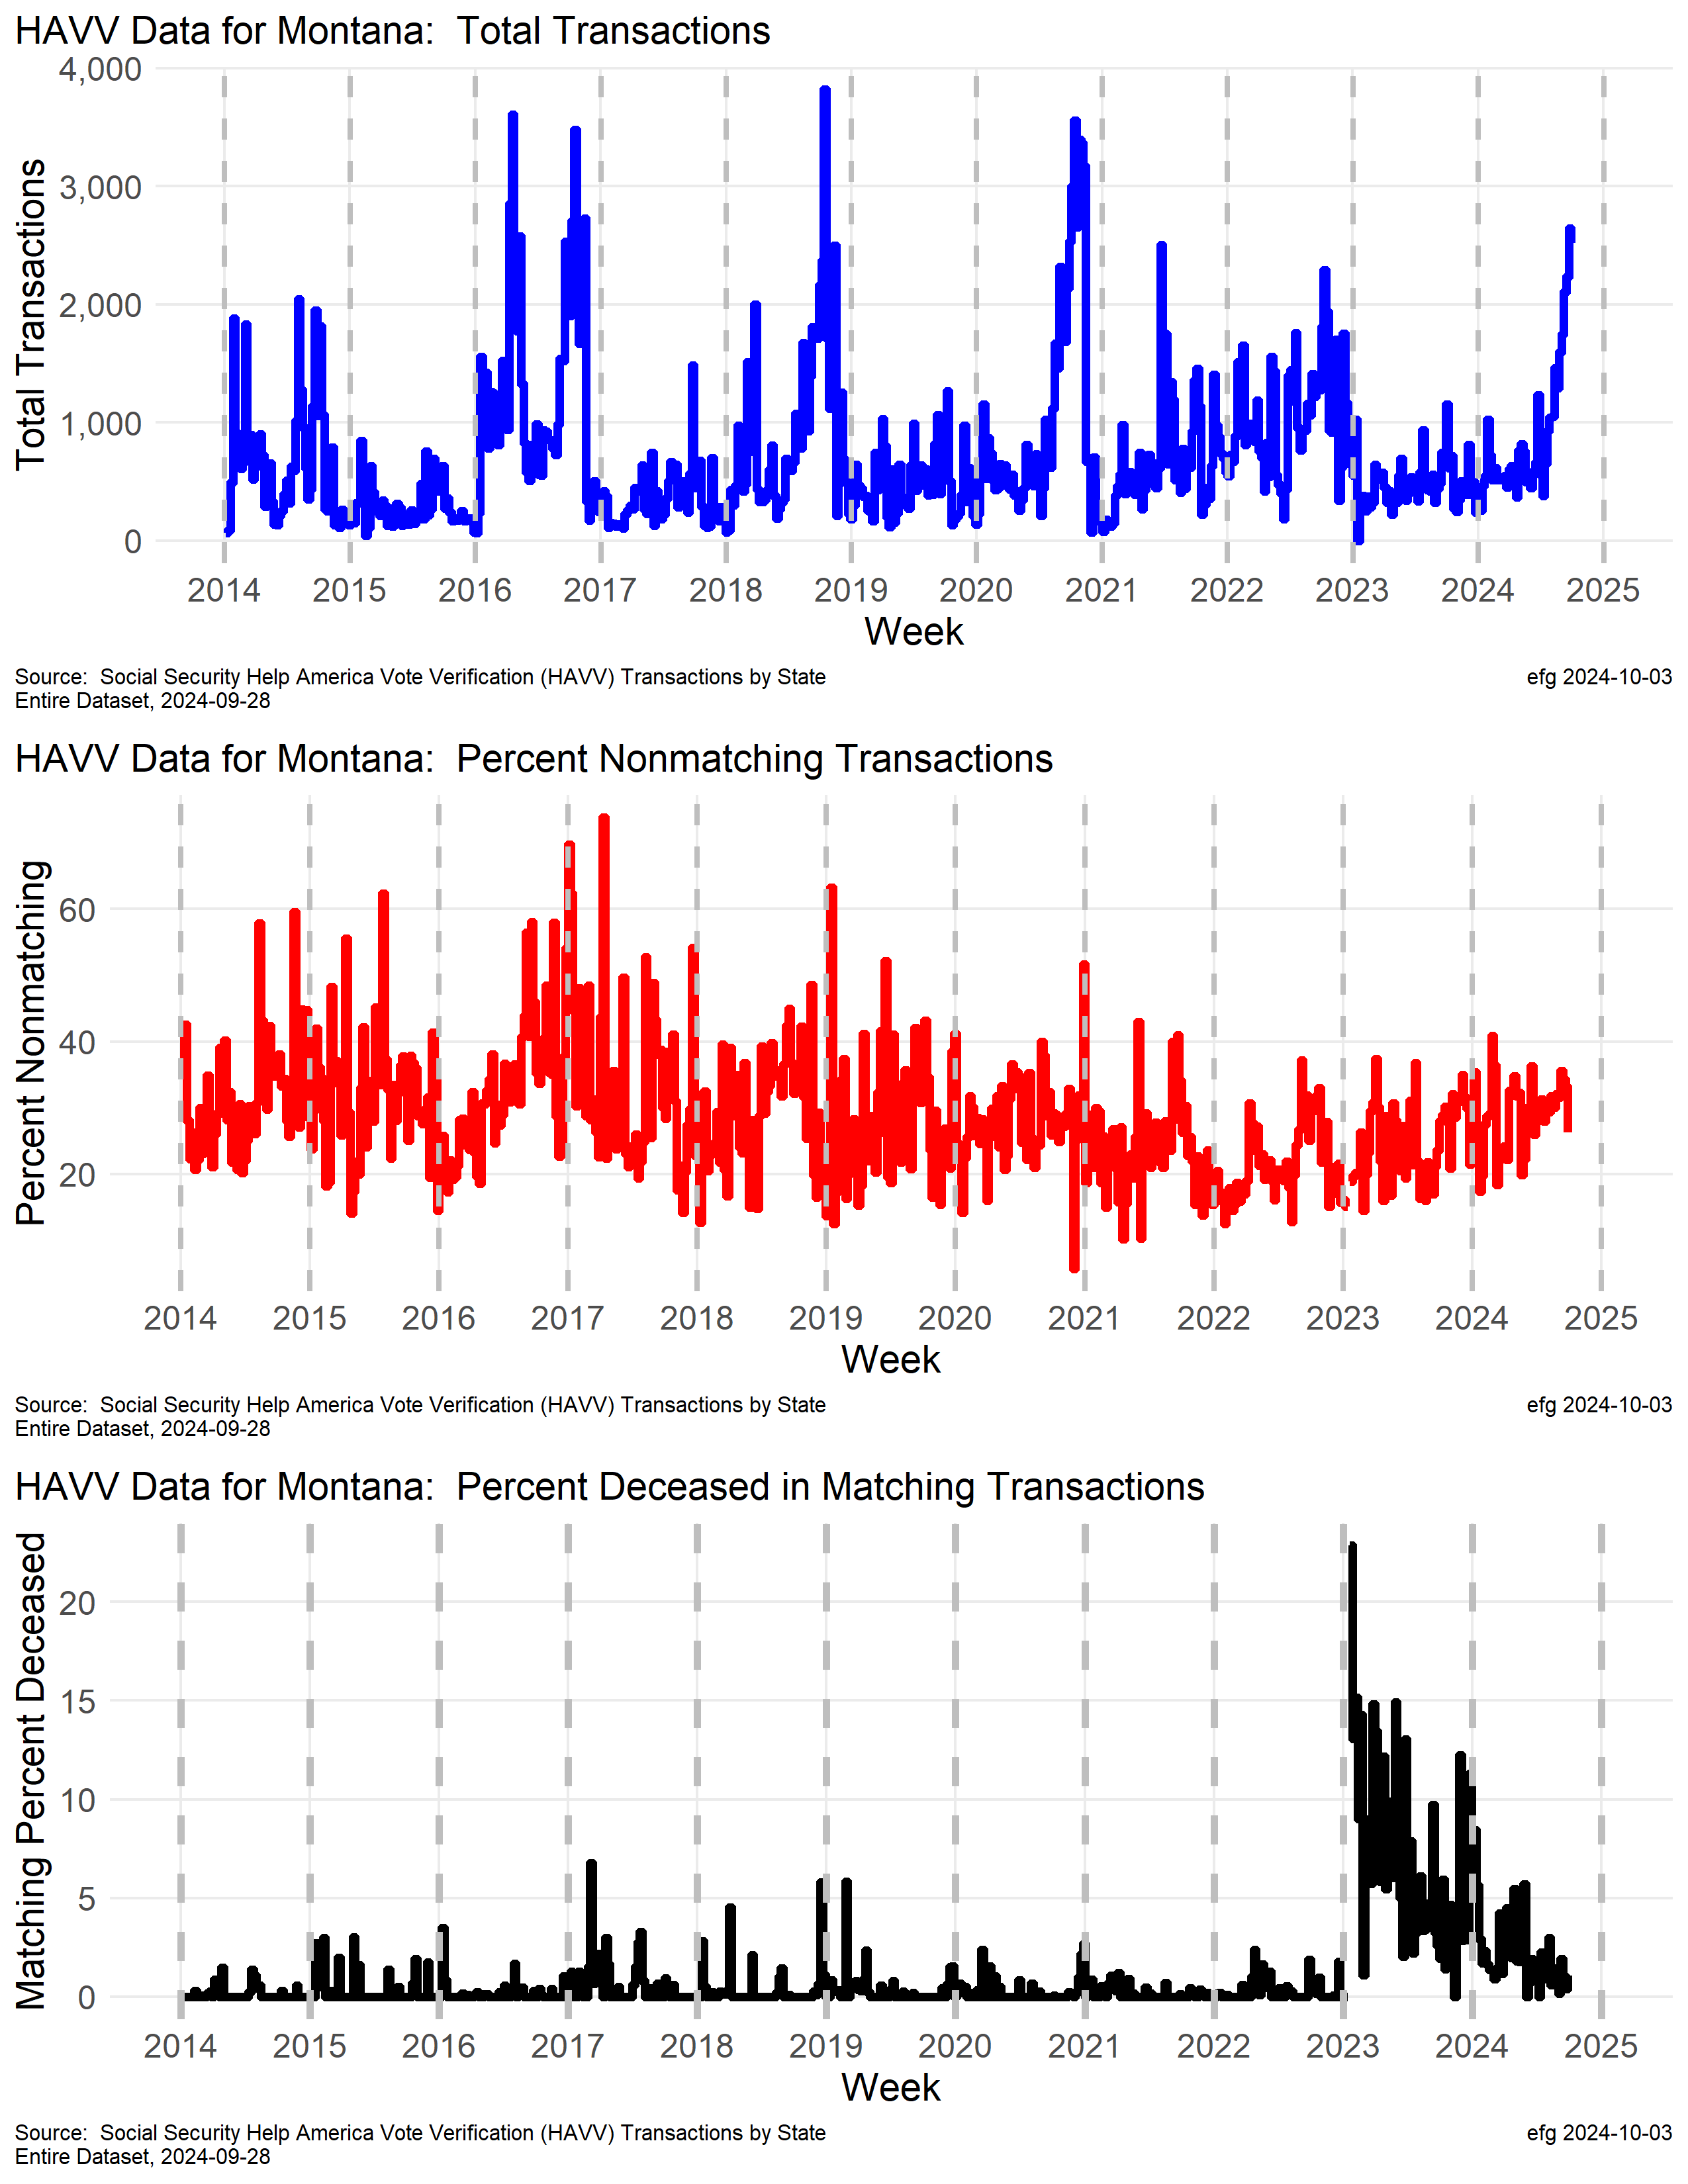 HAVV Data for Montana:  Total Transactions
Total Transactions
4,000
3,000
2,000
1,000
0
2014 2015 2016 2017 2018 2019 2020 2021 2022 2023 2024 2025
Week
Source:  Social Security Help America Vote Verification (HAVV) Transactions by State
Entire Dataset, 2024-09-28
efg 2024-10-03
HAVV Data for Montana:  Percent Nonmatching Transactions
Percent Nonmatching
60
40
20
2014 2015 2016 2017 2018 2019 2020 2021 2022 2023 2024 2025
Week
Source:  Social Security Help America Vote Verification (HAVV) Transactions by State
Entire Dataset, 2024-09-28
efg 2024-10-03
HAVV Data for Montana:  Percent Deceased in Matching Transactions
Matching Percent Deceased
20
15
10
5
0
2014 2015 2016 2017 2018 2019 2020 2021 2022 2023 2024 2025
Week
Source:  Social Security Help America Vote Verification (HAVV) Transactions by State
Entire Dataset, 2024-09-28
efg 2024-10-03